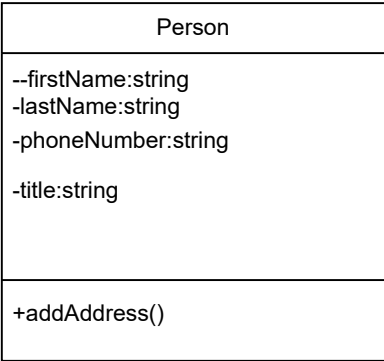 Person
--firstName:string
-lastName:string
-phoneNumber:string
-title:string
+addAddress()